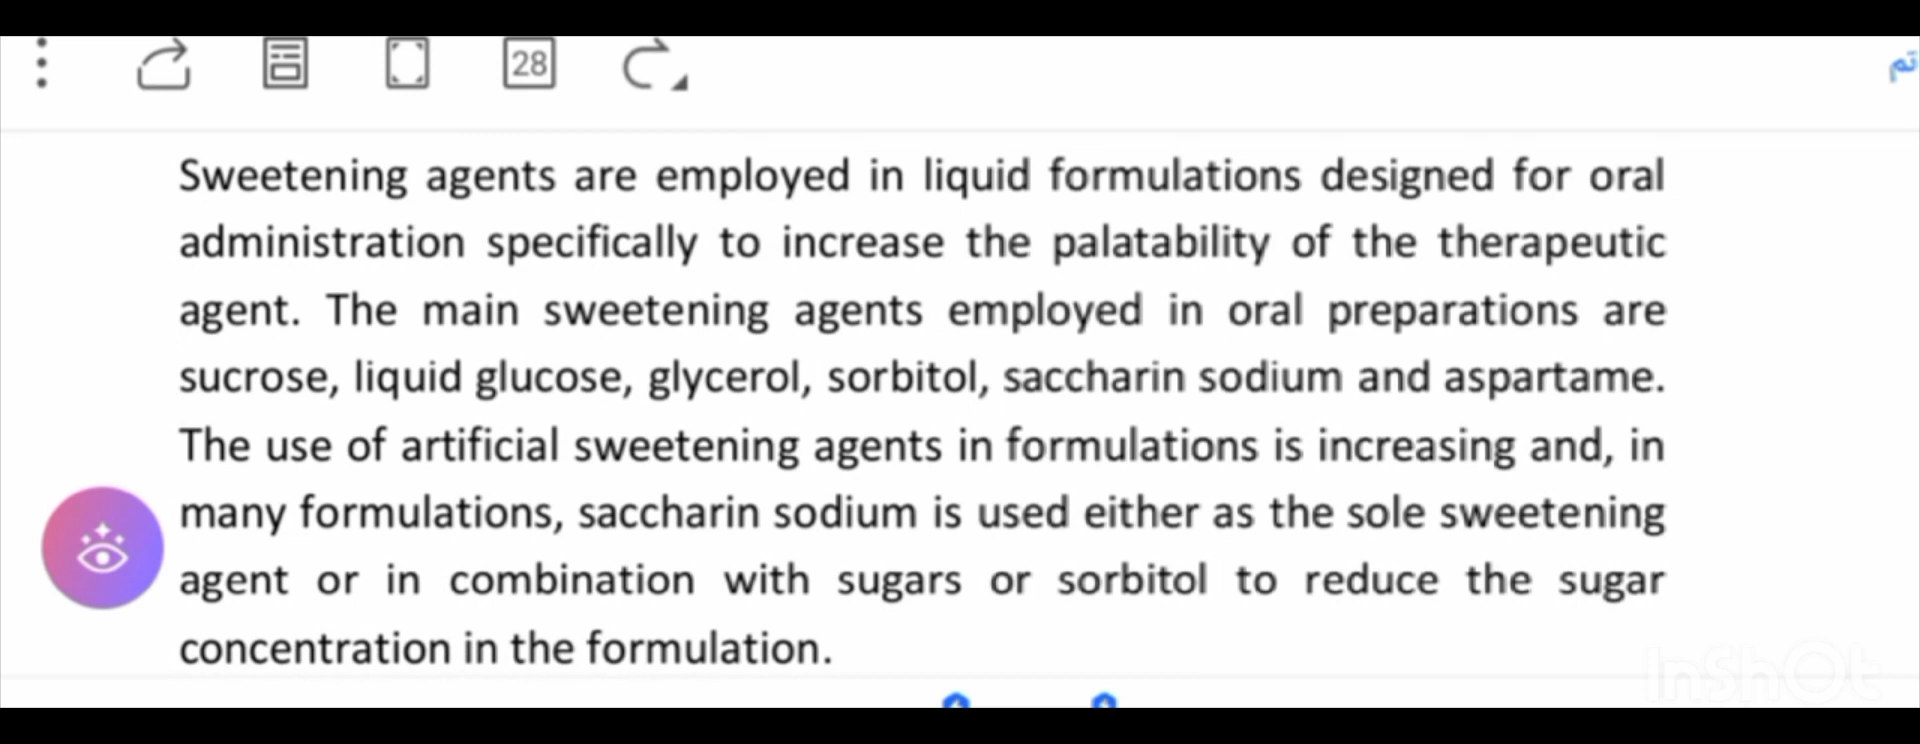 28
تم
Sweetening agents are employed in liquid formulations designed for oral
administration specifically to increase the palatability of the therapeutic
agent. The main sweetening agents employed in oral preparations are
sucrose, liquid glucose, glycerol, sorbitol, saccharin sodium and aspartame.
The use of artificial sweetening agents in formulations is increasing and, in
many formulations, saccharin sodium is used either as the sole sweetening
agent or in combination with sugars or sorbitol to reduce the sugar
concentration in the formulation.
InShOt